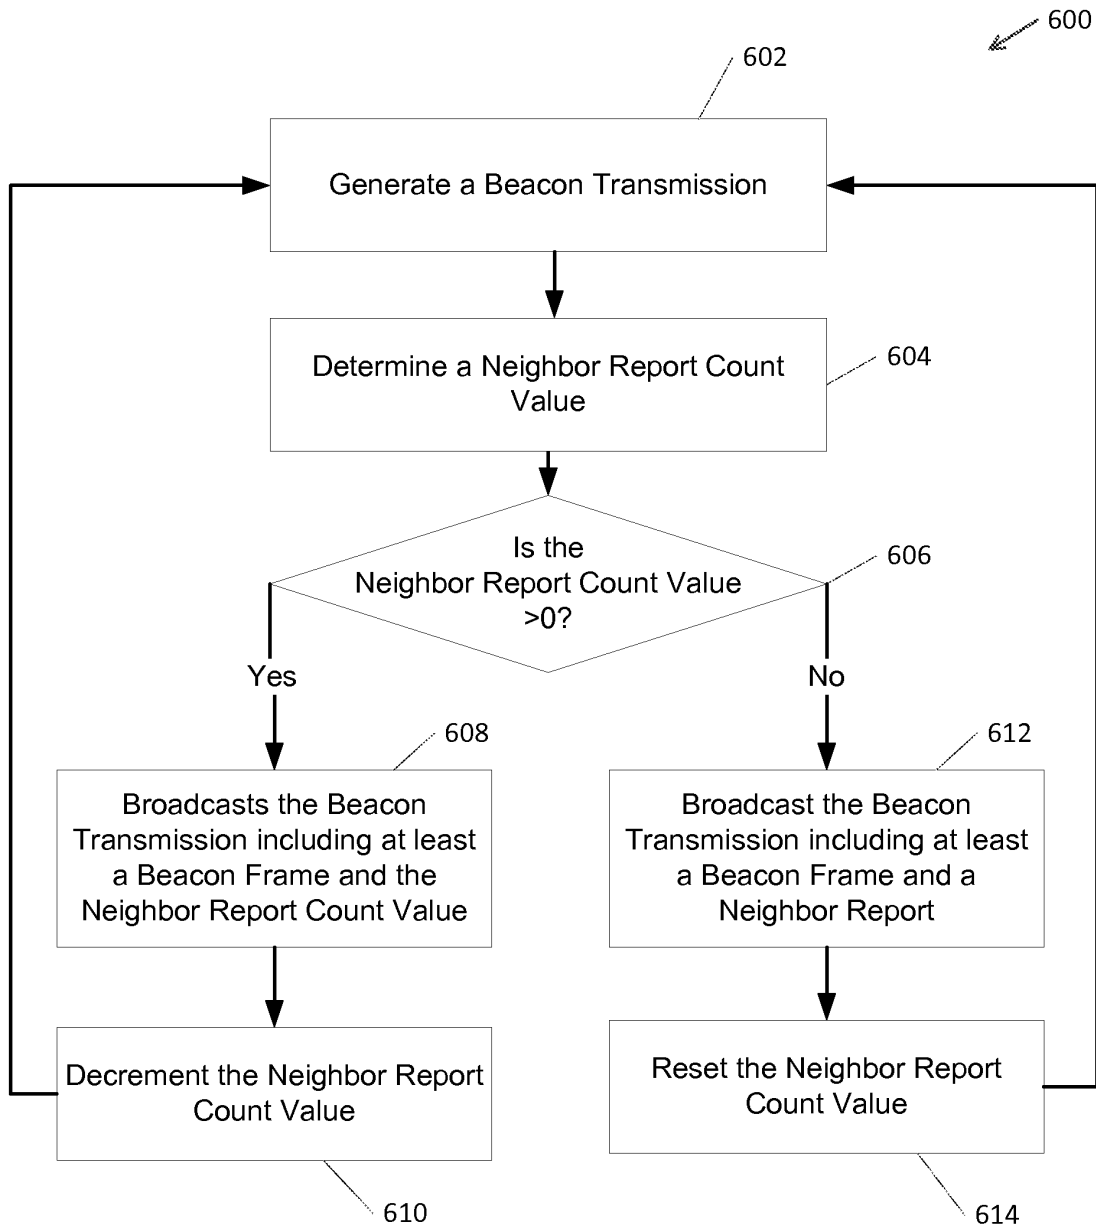 600
602
Generate a Beacon Transmission
Determine a Neighbor Report Count
Value
604
Is the
Neighbor Report Count Value
>0?
606
Yes
No
608
Broadcasts the Beacon
Transmission including at least
a Beacon Frame and the
Neighbor Report Count Value
612
Broadcast the Beacon
Transmission including at least
a Beacon Frame and a
Neighbor Report
Decrement the Neighbor Report
Count Value
610
Reset the Neighbor Report
Count Value
614